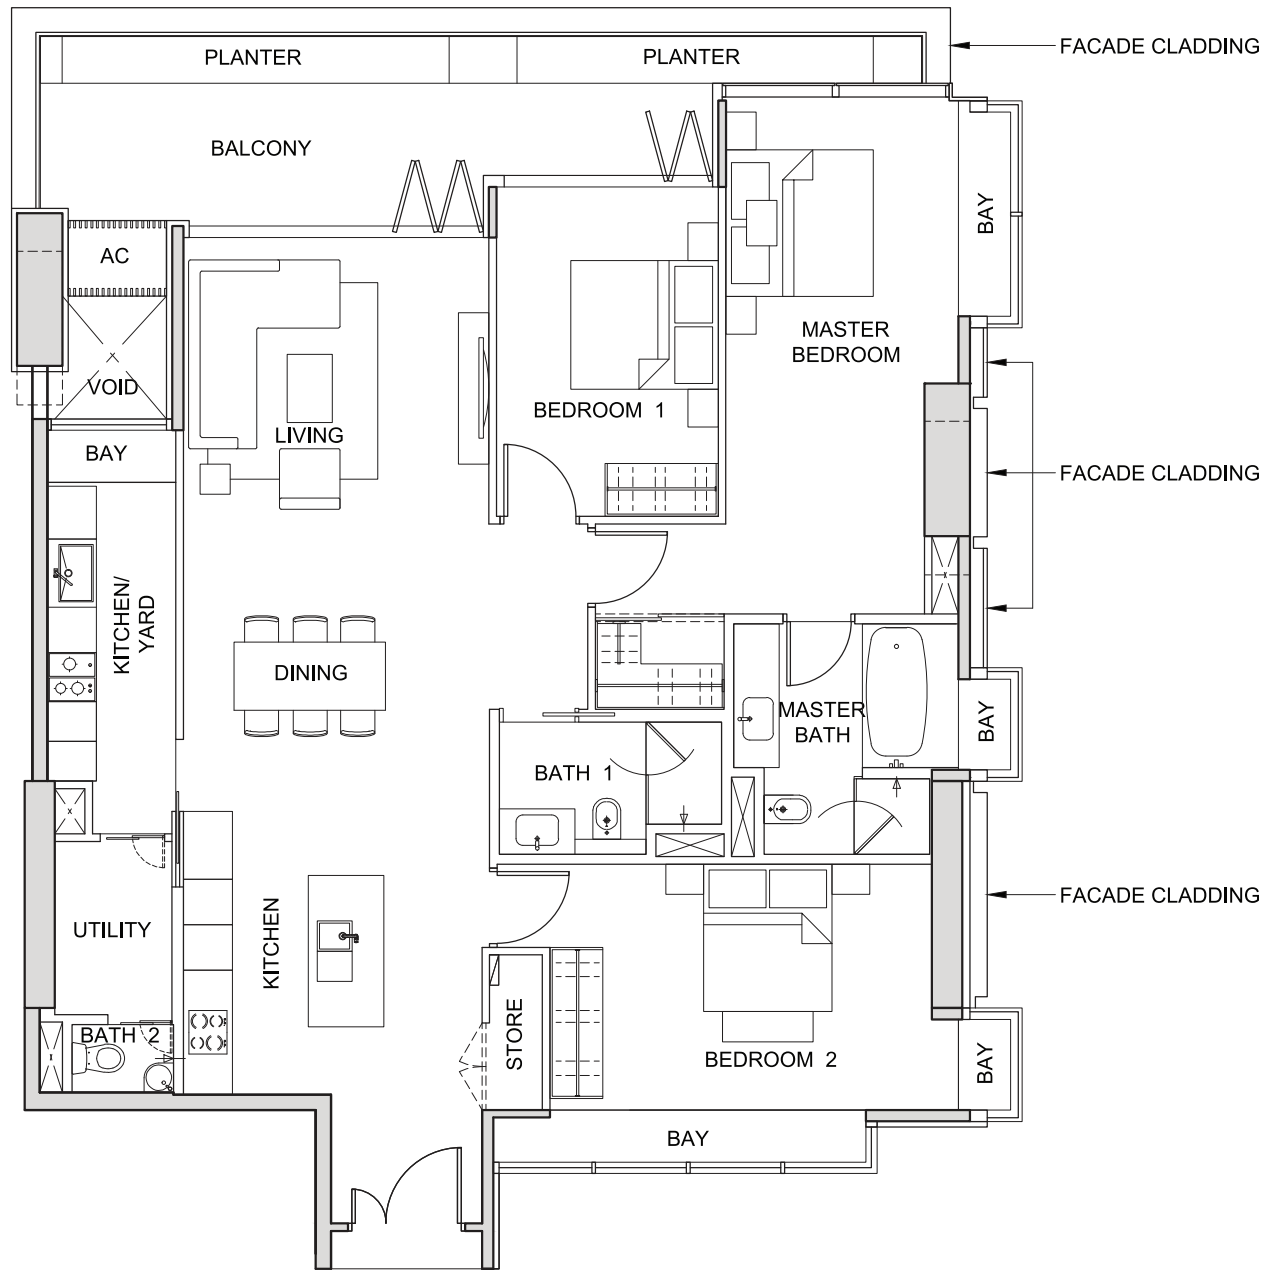 FACADE CLADDING
PLANTER
PLANTER
BALCONY
BAY
AC
MASTER
BEDROOM
VOID
BEDROOM 1
LIVING
BAY
FACADE CLADDING
KITCHEN/
YARD
DINING
MASTER
BATH
BAY
BATH 1
FACADE CLADDING
UTILITY
KITCHEN
BATH 2
STORE
BEDROOM 2
BAY
BAY